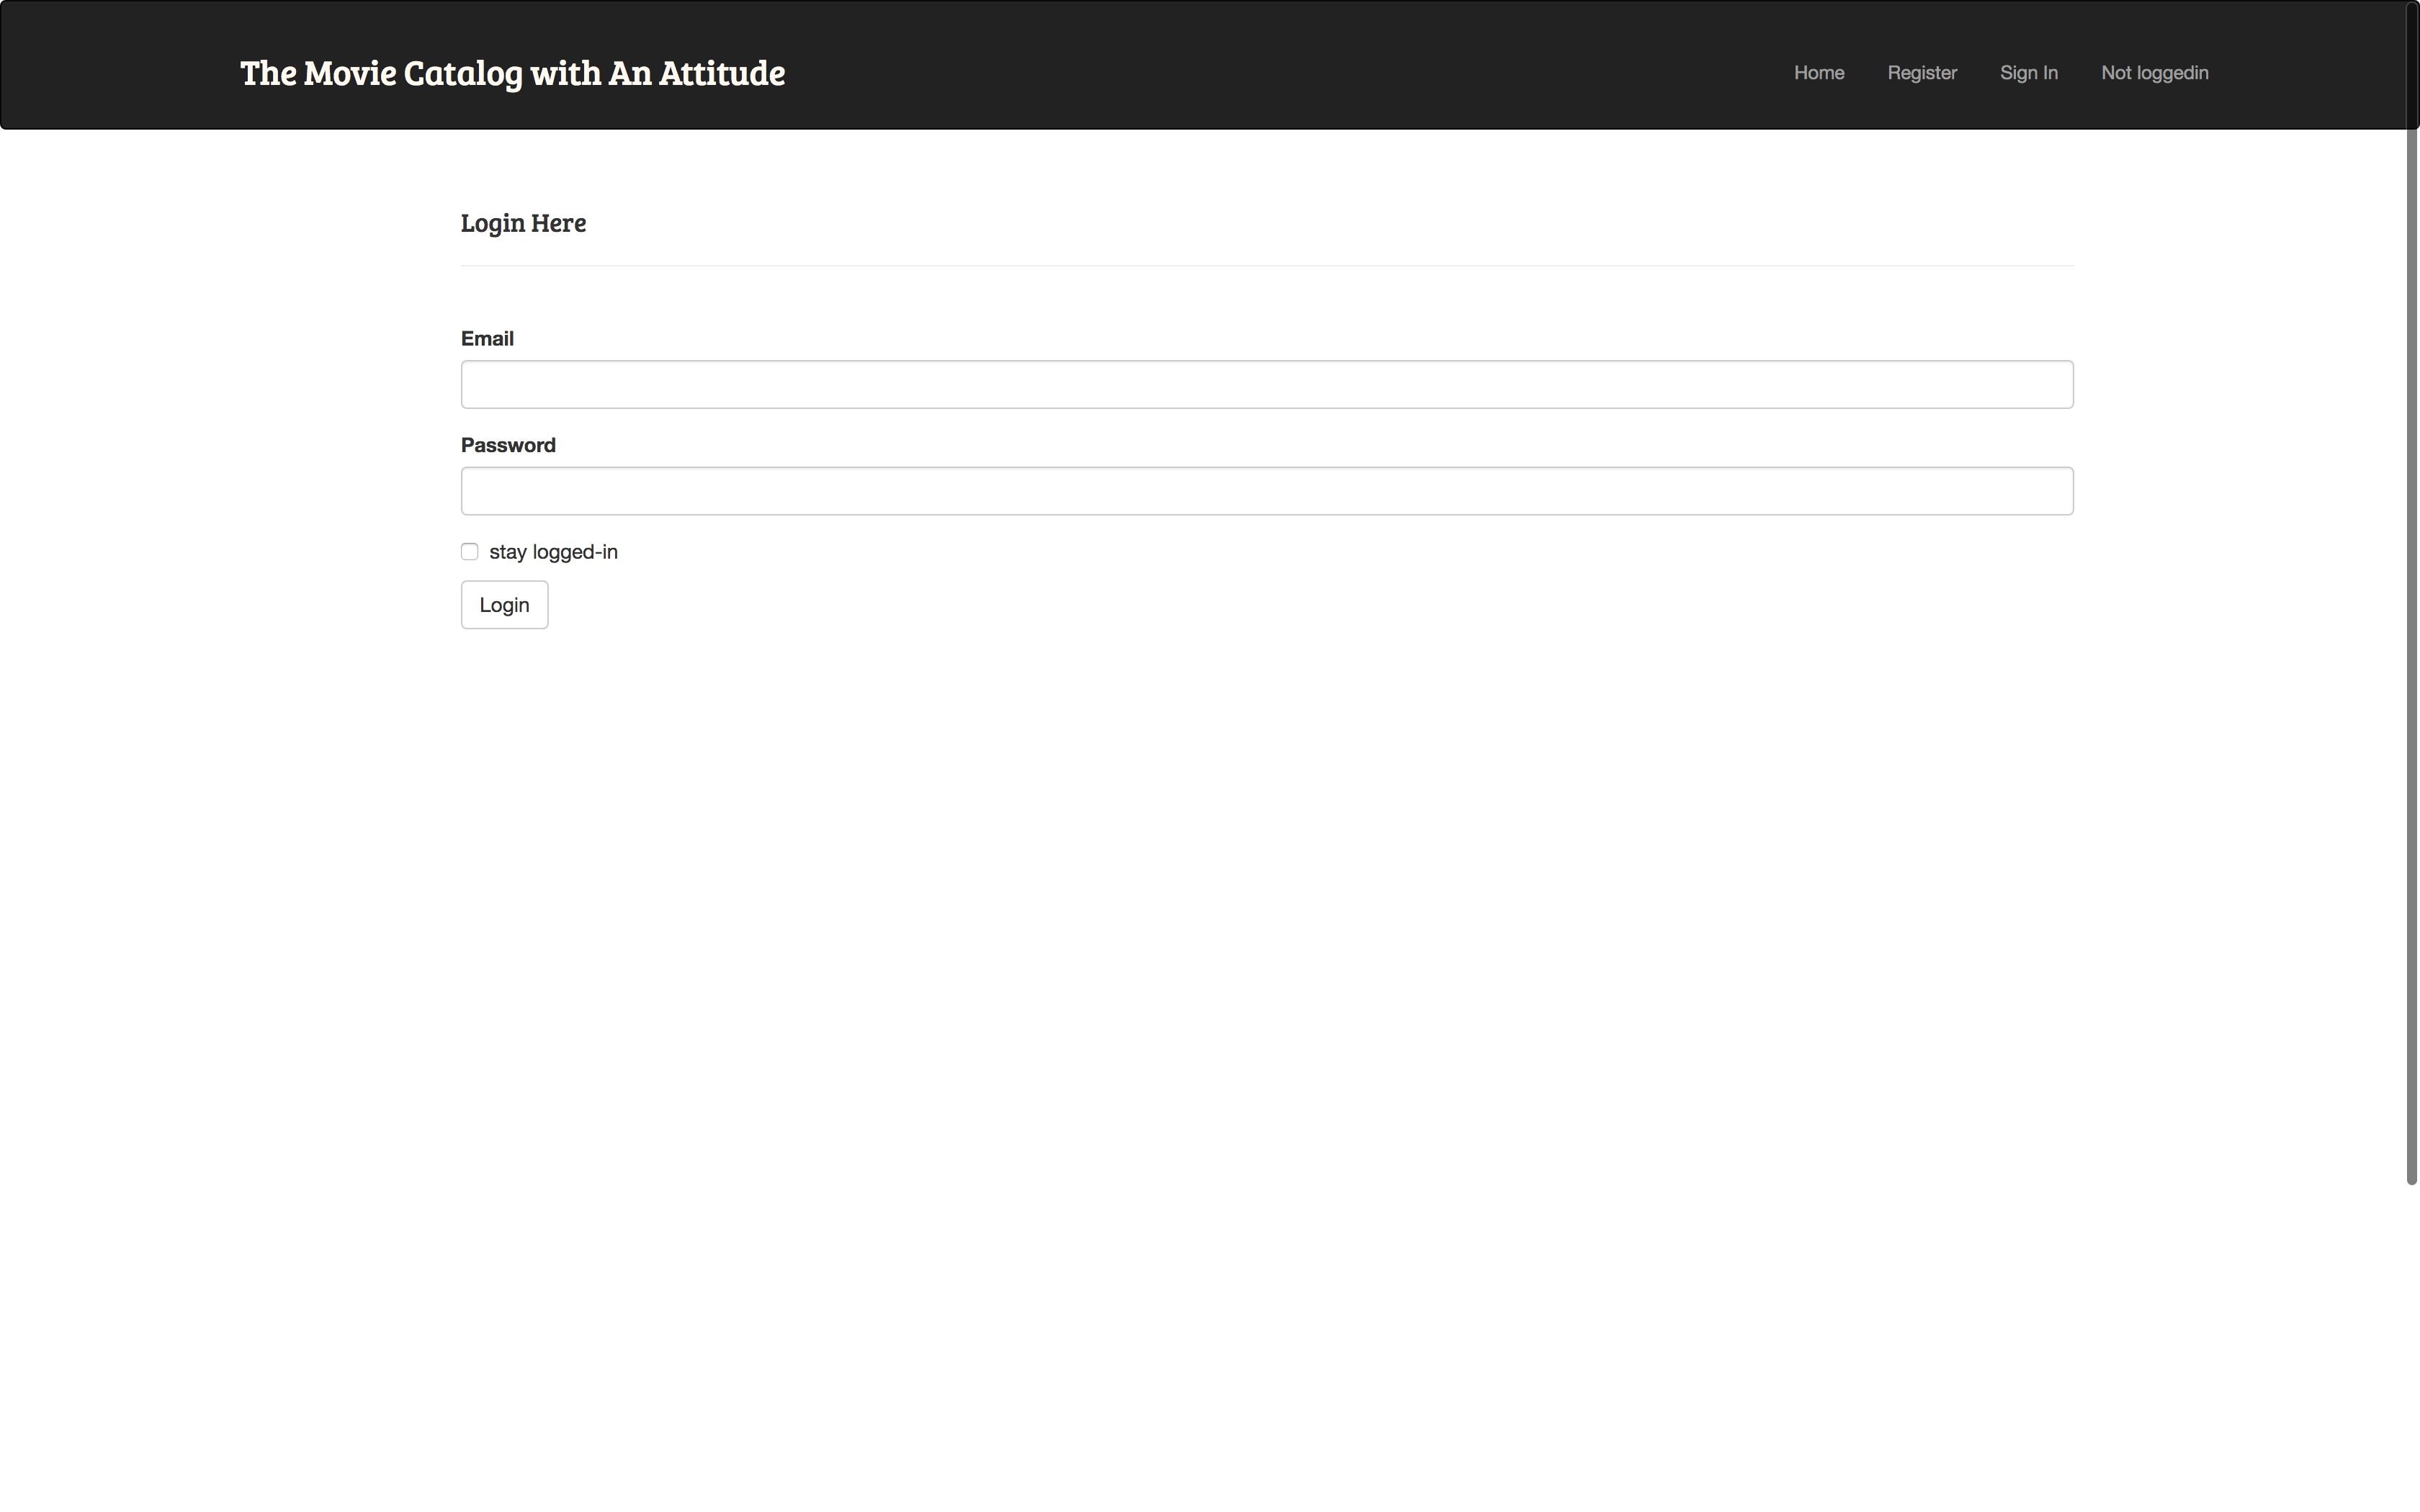 The Movie Catalog with An Attitude
Home Register Sign In Not loggedin
Login Here
Email
Password
stay logged-in
Login